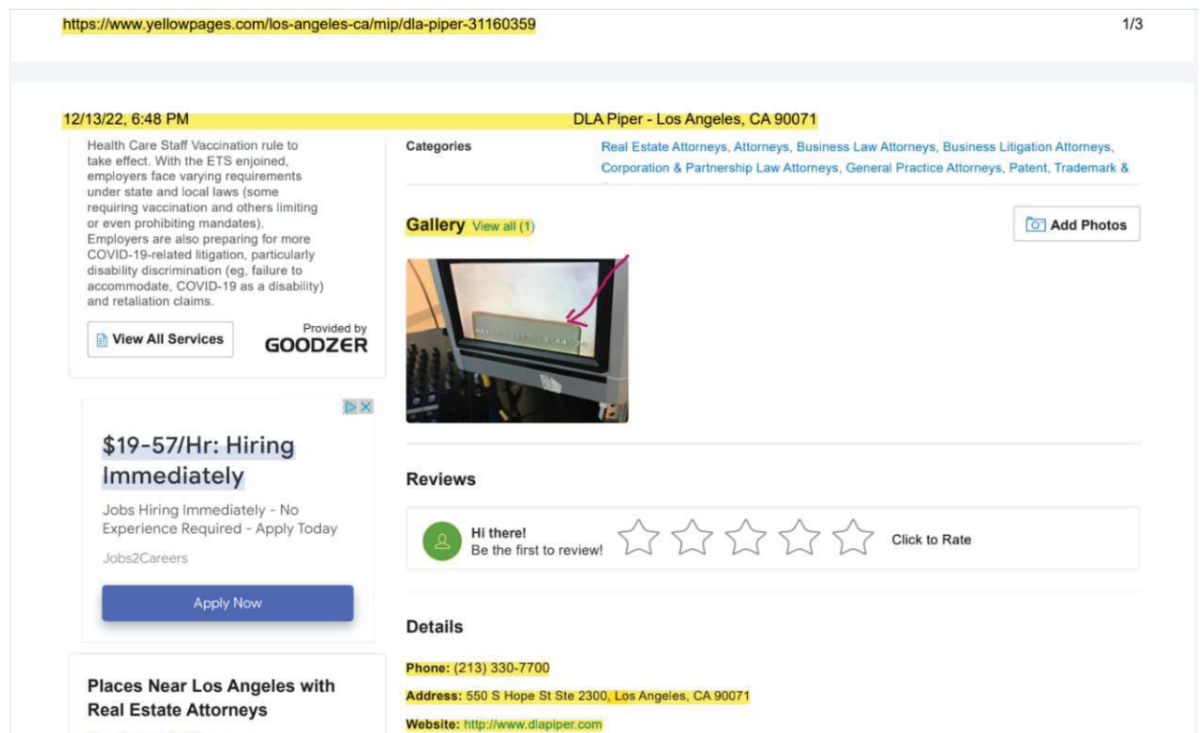 https://www.yellowpages.com/los-angeles-ca/mip/dla-piper-31160359
1/3
12/13/22, 6:48 PM
DLA Piper - Los Angeles, CA 90071
Health Care Staff Vaccination rule to
take effect. With the ETS enjoined,
employers face varying requirements
under state and local laws (some
requiring vaccination and others limiting
or even prohibiting mandates).
Employers are also preparing for more
COVID-19-related litigation, particularly
disability discrimination (eg, failure to
accommodate, COVID-19 as a disability)
and retaliation claims.
View All Services
Provided by
GOODZER
$19-57/Hr: Hiring
Immediately
Jobs Hiring Immediately - No
Experience Required - Apply Today
Jobs2Careers
Apply Now
Places Near Los Angeles with
Real Estate Attorneys
Categories
Real Estate Attorneys, Attorneys, Business Law Attorneys, Business Litigation Attorneys,
Corporation & Partnership Law Attorneys, General Practice Attorneys, Patent, Trademark &
Gallery View all (1)
Add Photos
Reviews
Hi there!
Be the first to review!
Click to Rate
Details
Phone: (213) 330-7700
Address: 550 S Hope St Ste 2300, Los Angeles, CA 90071
Website: http://www.dlapiper.com